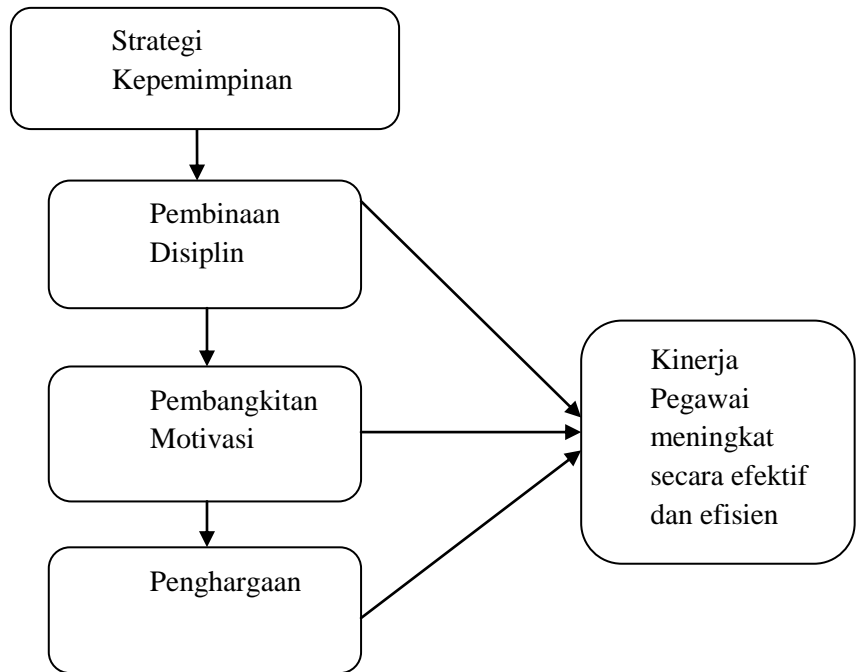 Strategi
Kepemimpinan
Pembinaan
Disiplin
Pembangkitan
Motivasi
Penghargaan
Kinerja
Pegawai
meningkat
secara efektif
dan efisien